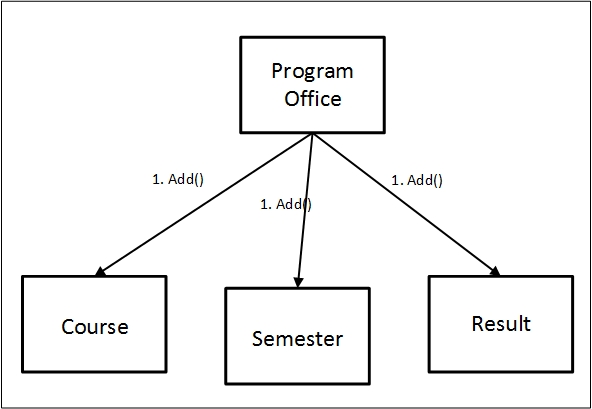 Program
Office
1. Add()
1. Add()
1. Add()
Course
Semester
Result